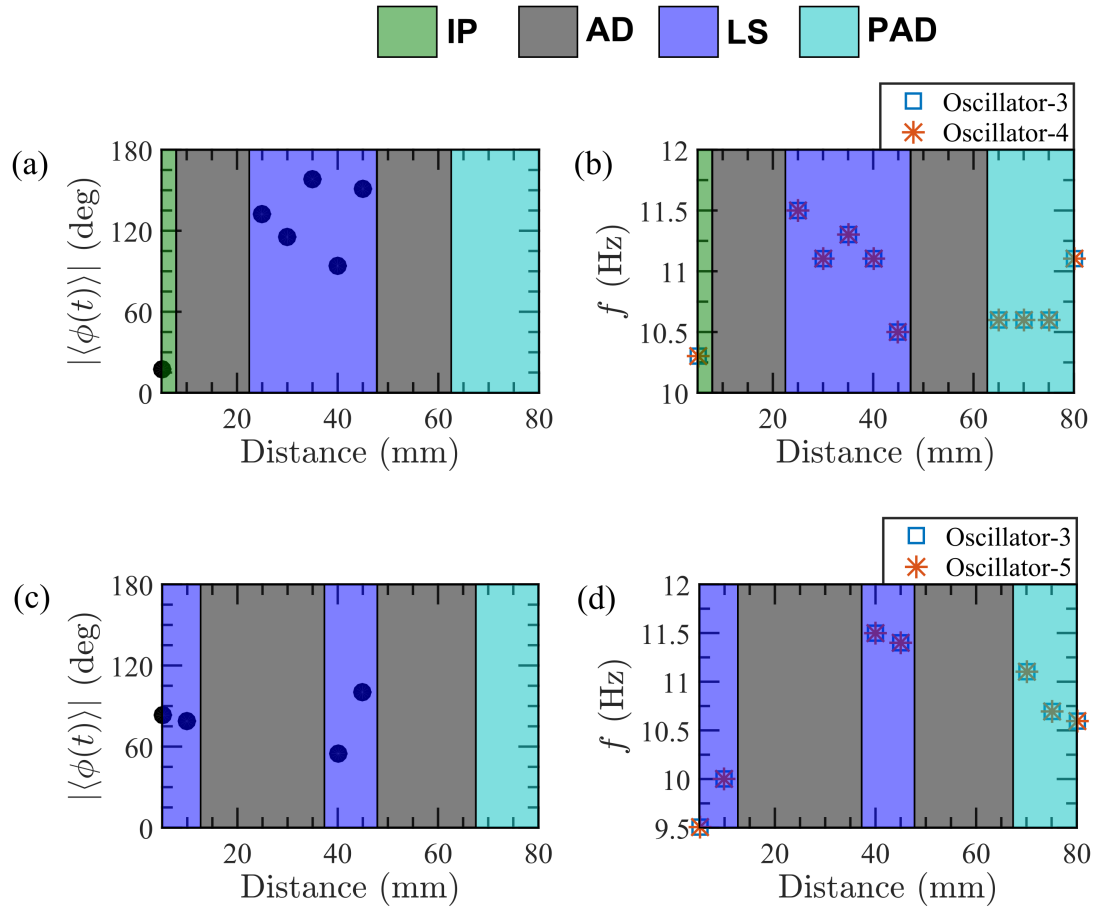 IP AD LS PAD
Oscillator-3
Oscillator-4
(a)
180
120
60
0
|⟨ϕ(t)⟩| (deg)
20 40 60 80
Distance (mm)
(b)
12
11.5
11
10.5
10
f (Hz)
20 40 60 80
Distance (mm)
Oscillator-3
Oscillator-5
(c)
180
120
60
0
|⟨ϕ(t)⟩| (deg)
20 40 60 80
Distance (mm)
(d)
12
11.5
11
10.5
10
9.5
f (Hz)
20 40 60 80
Distance (mm)